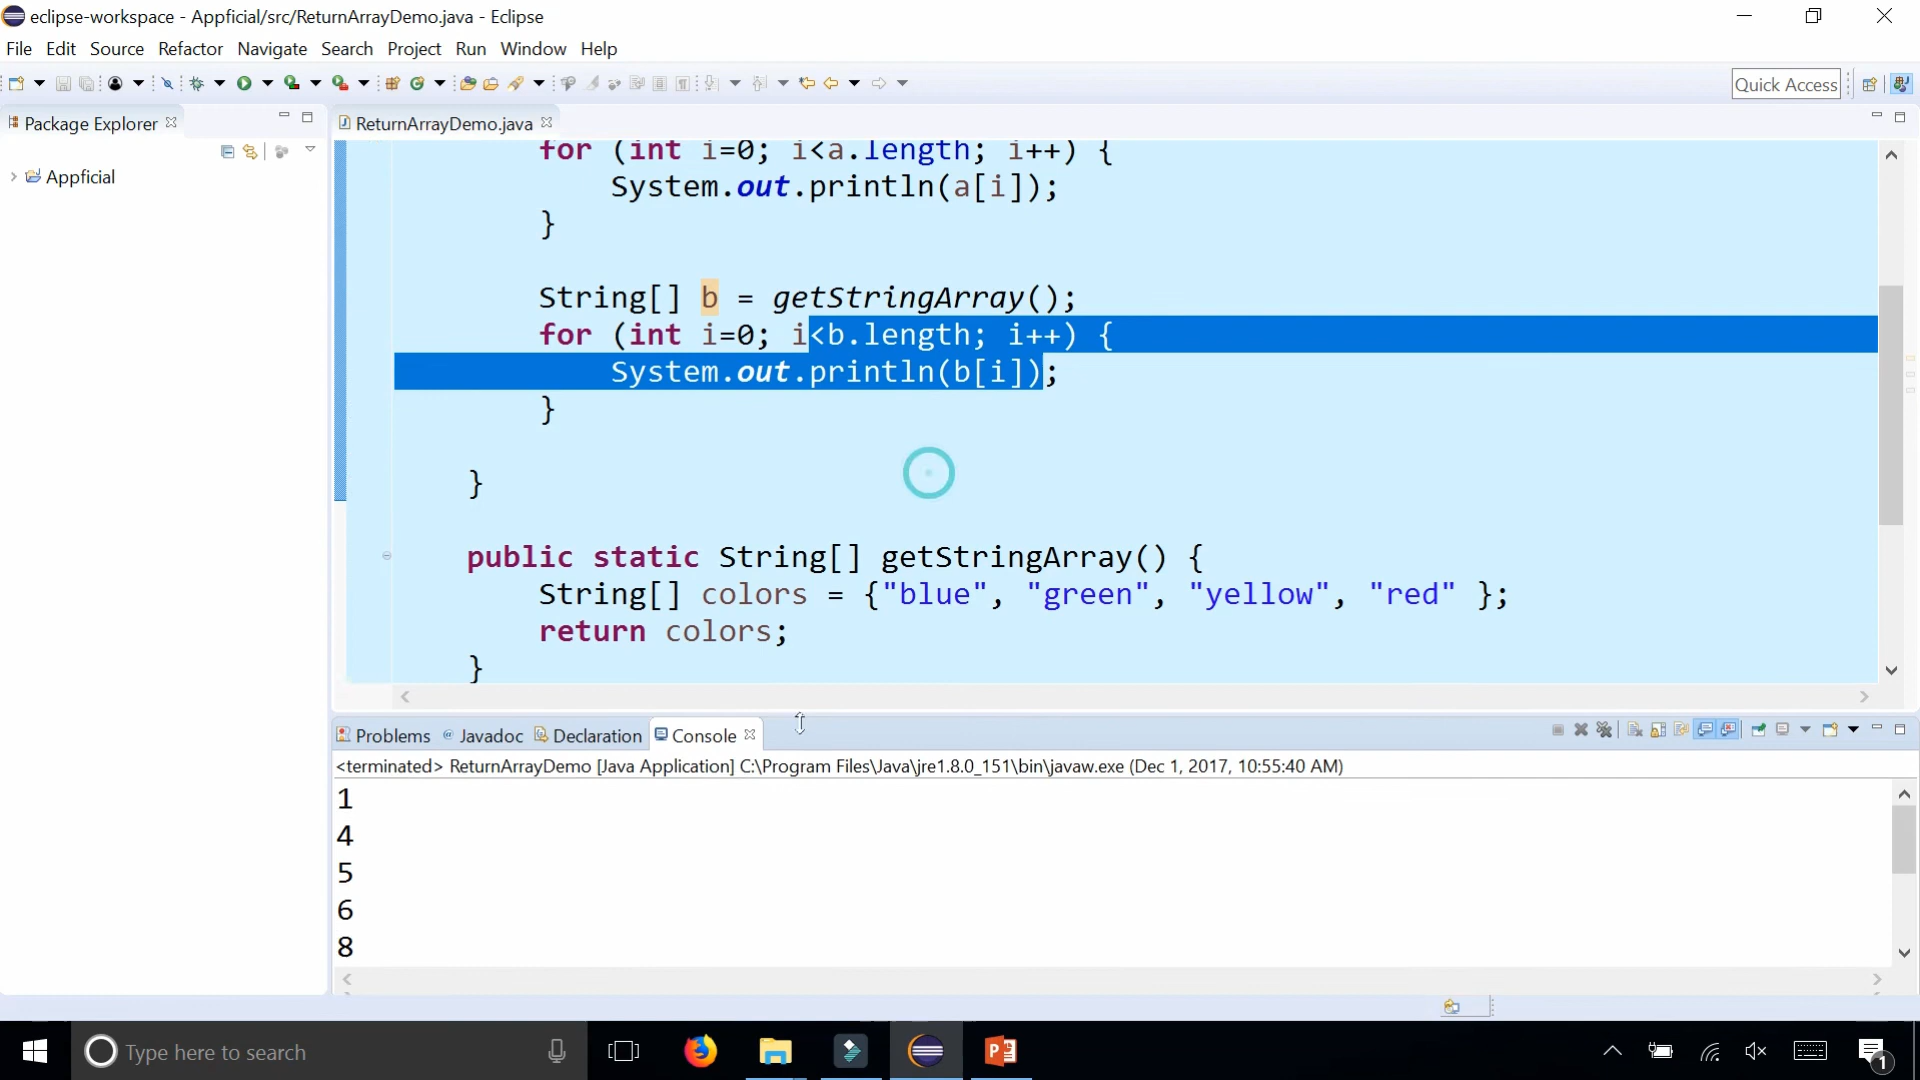 eclipse-workspace - Appficial/src/ReturnArrayDemo.java - Eclipse
File Edit Source Refactor Navigate Search Project Run Window Help
Quick Access
Package Explorer
ReturnArrayDemo.java
Appficial
for (int i=0; i<a.length; i++) {
System.out.println(a[i]);
}
String[] b = getStringArray();
for (int i=0; i<b.length; i++) {
System.out.println(b[i]);
}
}
public static String[] getStringArray() {
String[] colors = {"blue", "green", "yellow", "red" };
return colors;
}
Problems @ Javadoc Declaration Console
<terminated> ReturnArrayDemo [Java Application] C:\Program Files\Java\jre1.8.0_151\bin\javaw.exe (Dec 1, 2017, 10:55:40 AM)
1
4
5
6
8
Type here to search
1